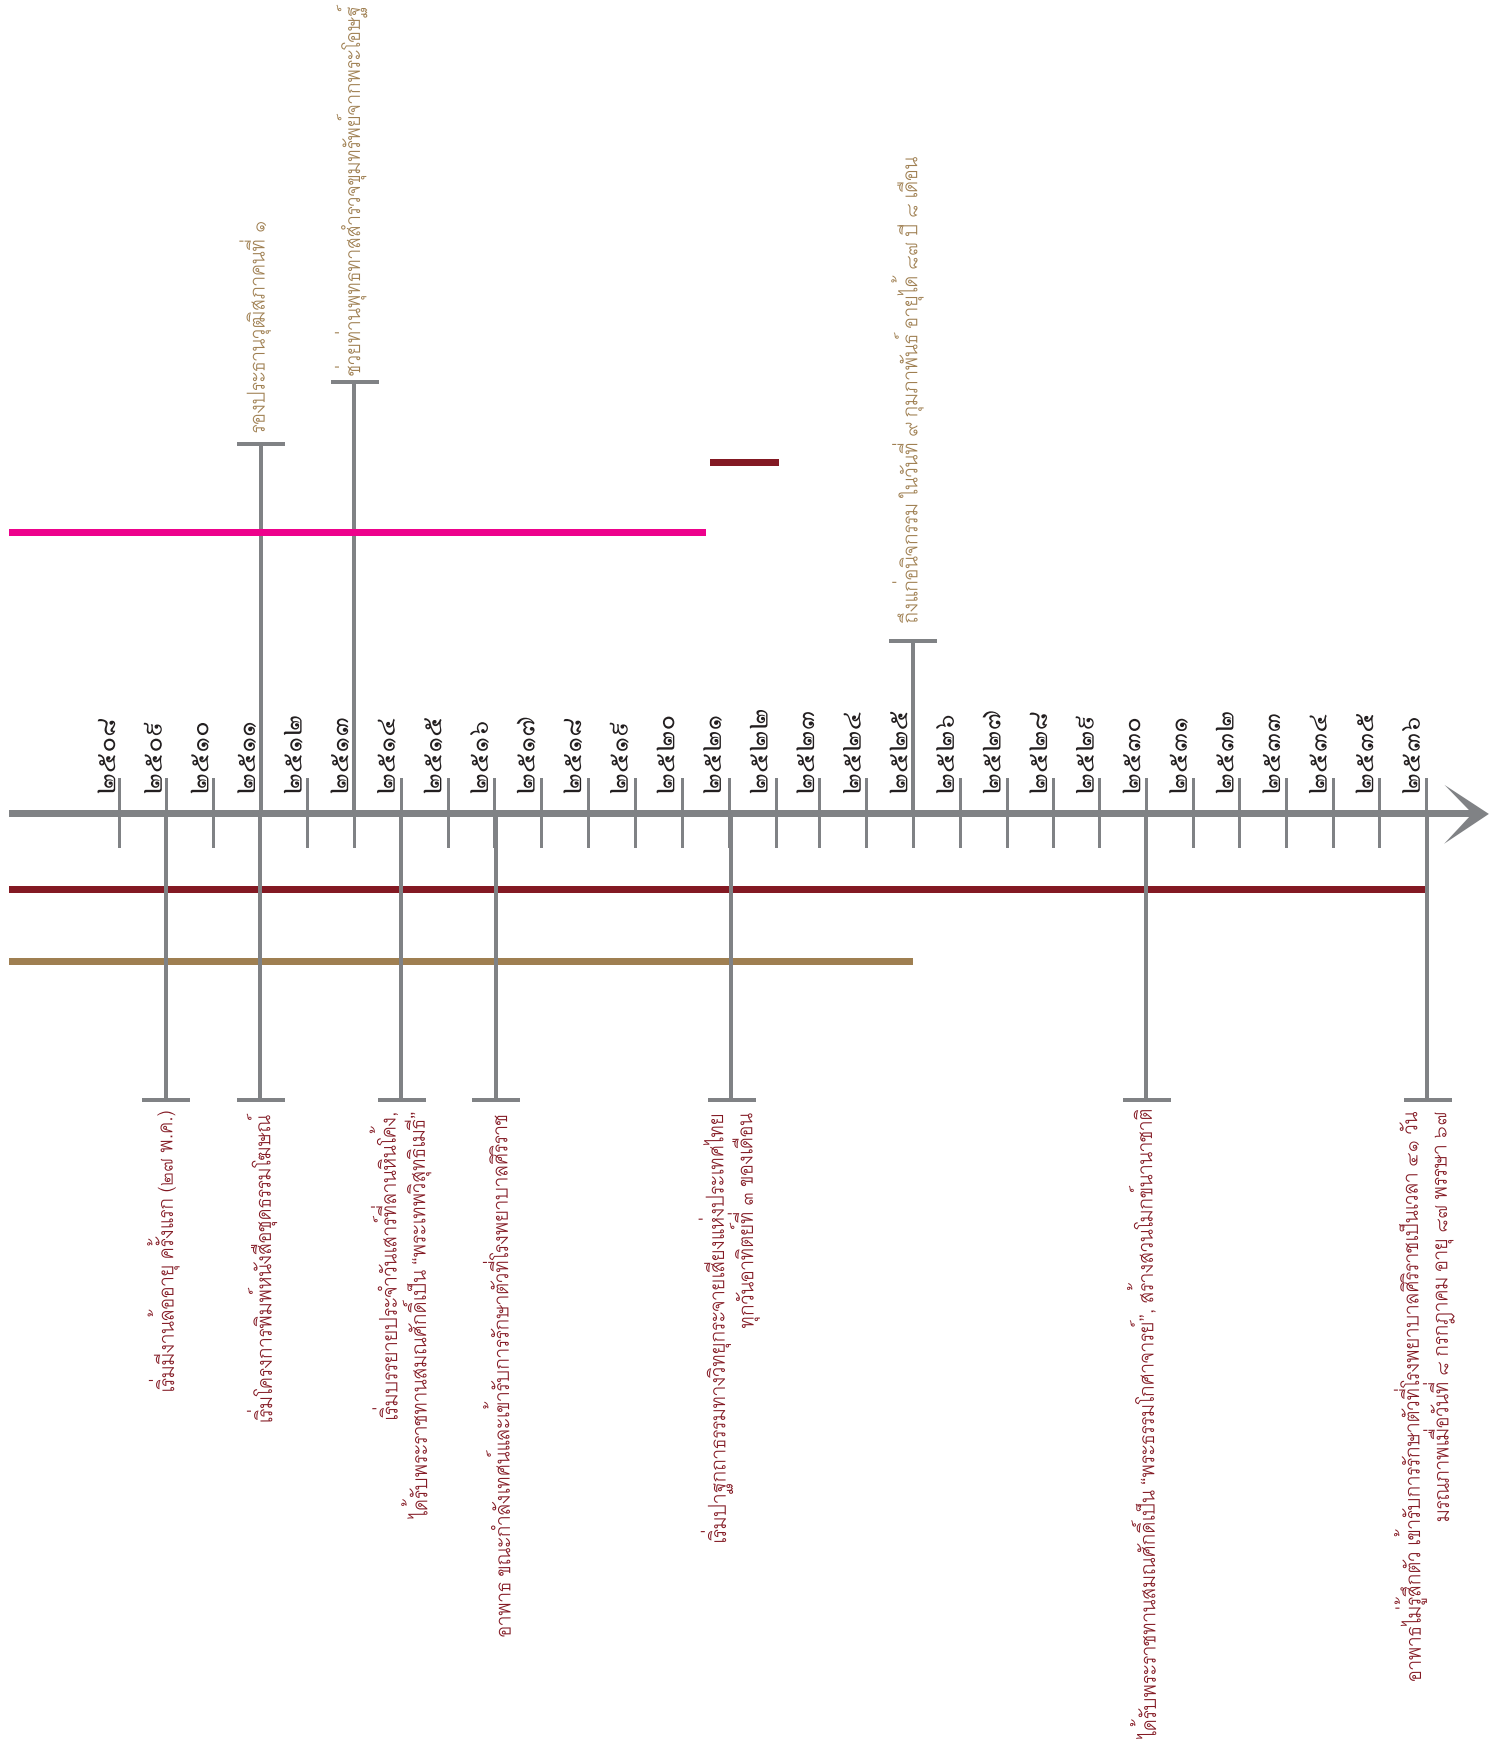 รองประธานวุฒิสภาคนที่ ๑
ช่วยท่านพุทธทาสสำรวจขุมทรัพย์จากพระโอษฐ์
ถึงแก่อนิจกรรม ในวันที่ ๙ กุมภาพันธ์ อายุได้ ๘๗ ปี ๘ เดือน
๒๕๐๘
๒๕๐๙
๒๕๑๐
๒๕๑๑
๒๕๑๒
๒๕๑๓
๒๕๑๔
๒๕๑๕
๒๕๑๖
๒๕๑๗
๒๕๑๘
๒๕๑๙
๒๕๒๐
๒๕๒๑
๒๕๒๒
๒๕๒๓
๒๕๒๔
๒๕๒๕
๒๕๒๖
๒๕๒๗
๒๕๒๘
๒๕๒๙
๒๕๓๐
๒๕๓๑
๒๕๓๒
๒๕๓๓
๒๕๓๔
๒๕๓๕
๒๕๓๖
เริ่มมีงานล้ออายุ ครั้งแรก (๒๗ พ.ค.)
เริ่มโครงการพิมพ์หนังสือชุดธรรมโฆษณ์
เริ่มบรรยายประจำวันเสาร์ที่ลานหินโค้ง,
ได้รับพระราชทานสมณศักดิ์เป็น “พระเทพวิสุทธิเมธี”
อาพาธ ขณะกำลังเทศน์และเข้ารับการรักษาตัวที่โรงพยาบาลศิริราช
เริ่มปาฐกถาธรรมทางวิทยุกระจายเสียงแห่งประเทศไทย
ทุกวันอาทิตย์ที่ ๓ ของเดือน
ได้รับพระราชทานสมณศักดิ์เป็น “พระธรรมโกศาจารย์”, สร้างสวนโมกข์นานาชาติ
อาพาธไม่รู้สึกตัว เข้ารับการรักษาตัวที่โรงพยาบาลศิริราชเป็นเวลา ๔๑ วัน
มรณภาพเมื่อวันที่ ๘ กรกฎาคม อายุ ๘๗ พรรษา ๖๗